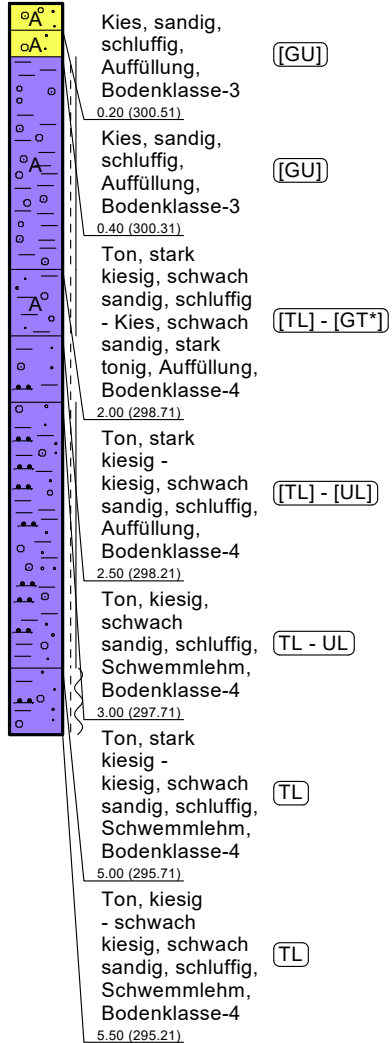 A
Kies, sandig,
schluffig,
Auffüllung,
Bodenklasse-3
[GU]
0.20 (300.51)
A
Kies, sandig,
schluffig,
Auffüllung,
Bodenklasse-3
[GU]
0.40 (300.31)
A
Ton, stark
kiesig, schwach
sandig, schluffig
- Kies, schwach
sandig, stark
tonig, Auffüllung,
Bodenklasse-4
[TL] - [GT*]
2.00 (298.71)
A
Ton, stark
kiesig -
kiesig, schwach
sandig, schluffig,
Auffüllung,
Bodenklasse-4
[TL] - [UL]
2.50 (298.21)
Ton, kiesig,
schwach
sandig, schluffig,
Schwemmlehm,
Bodenklasse-4
TL - UL
3.00 (297.71)
Ton, stark
kiesig -
kiesig, schwach
sandig, schluffig,
Schwemmlehm,
Bodenklasse-4
TL
5.00 (295.71)
Ton, kiesig
- schwach
kiesig, schwach
sandig, schluffig,
Schwemmlehm,
Bodenklasse-4
TL
5.50 (295.21)